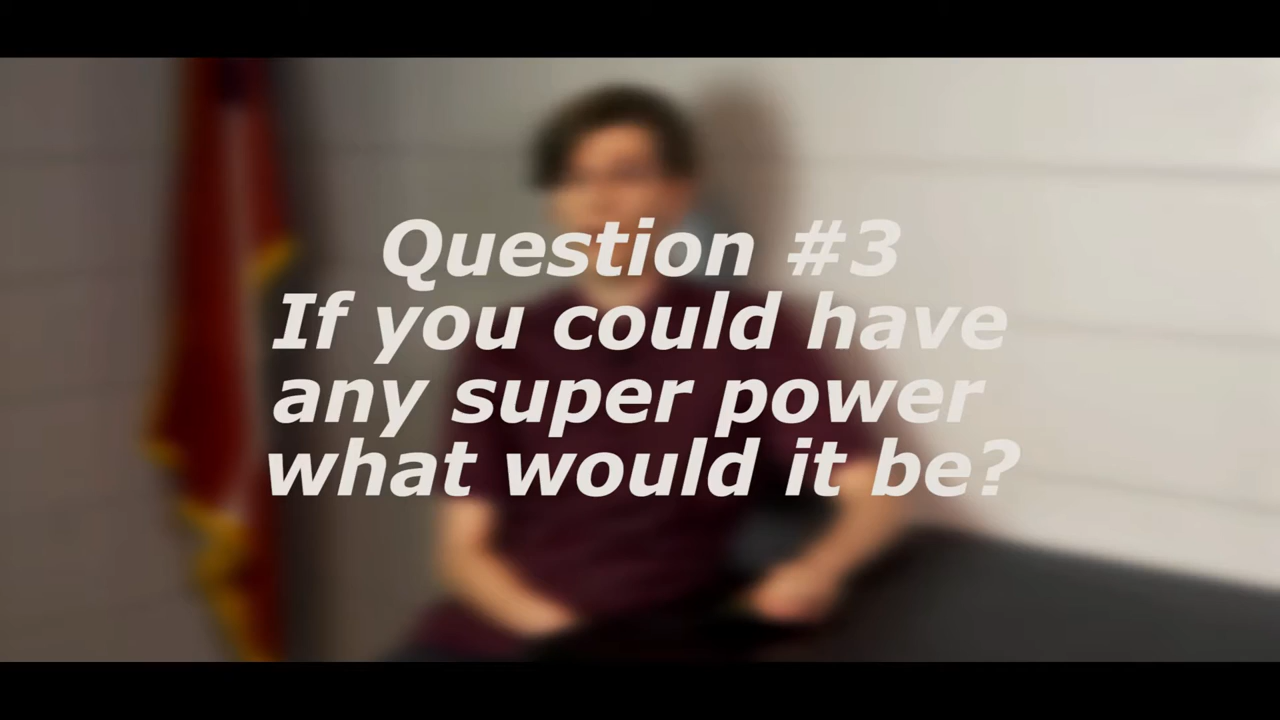 Question #3
If you could have
any super power
what would it be?